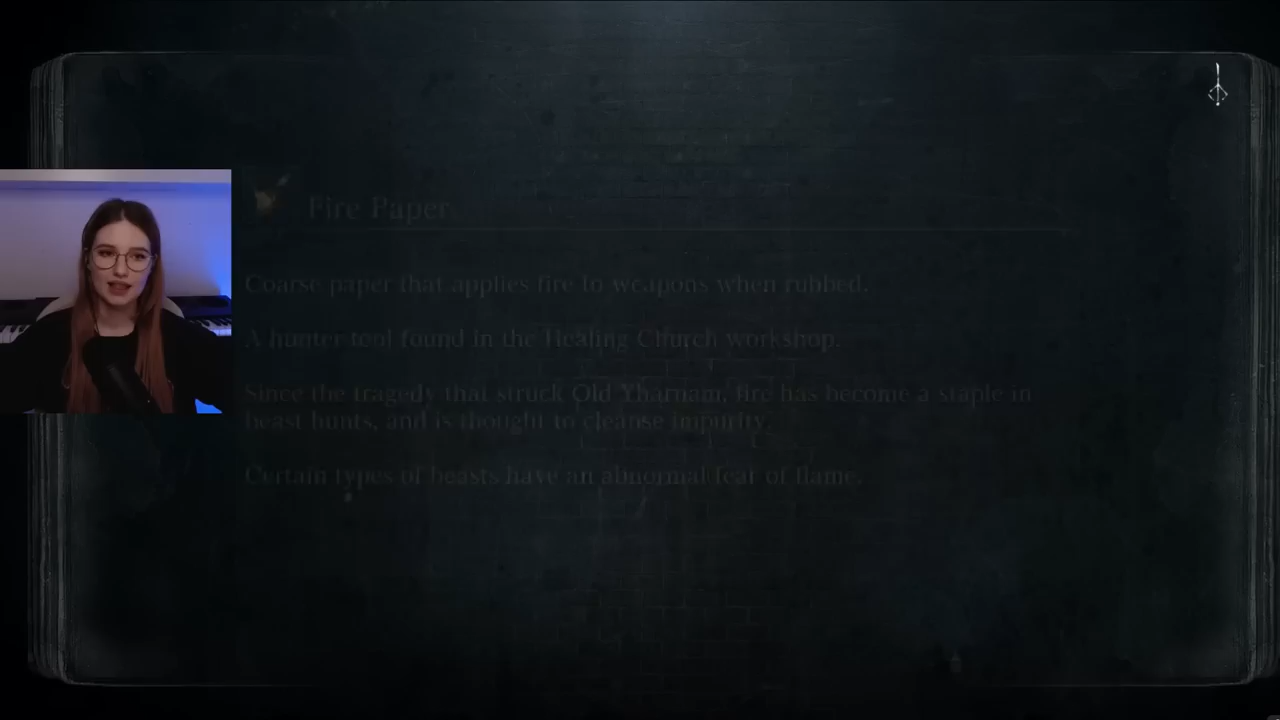 Fire Paper
Coarse paper that applies fire to weapons when rubbed.
A hunter tool found in the Healing Church workshop.
Since the tragedy that struck Old Yharnam, fire has become a staple in
beast hunts, and is thought to cleanse impurity.
Certain types of beasts have an abnormal fear of flame.